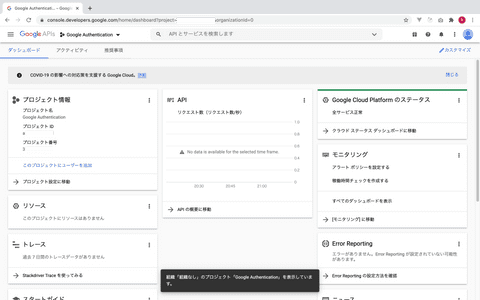 Google Authenticati... – Google
console.developers.google.com/home/dashboard?project=
&organizationId=0
Google APIs
Google Authentication
API とサービスを検索します
ダッシュボード
アクティビティ
推奨事項
カスタマイズ
COVID-19 の影響への対応策を支援する Google Cloud。詳細
閉じる
プロジェクト情報
プロジェクト名
Google Authentication
プロジェクト ID
プロジェクト番号
このプロジェクトにユーザーを追加
プロジェクト設定に移動
リソース
このプロジェクトにリソースはありません
トレース
過去 7 日間のトレースデータがありません
Stackdriver Trace を使ってみる
スタートガイド
API
リクエスト数（リクエスト数/秒）
1.0
0.8
0.6
0.4
0.2
0
No data is available for the selected time frame.
20:30
20:45
21:00
API の概要に移動
Google Cloud Platform のステータス
全サービス正常
クラウド ステータス ダッシュボードに移動
モニタリング
アラート ポリシーを設定する
稼働時間チェックを作成する
すべてのダッシュボードを表示
[モニタリング] に移動
Error Reporting
エラーがありません。Error Reporting が設定されていない可能性
があります。
Error Reporting の設定方法を確認
ニュース
組織「組織なし」のプロジェクト「Google Authentication」を表示していま
す。